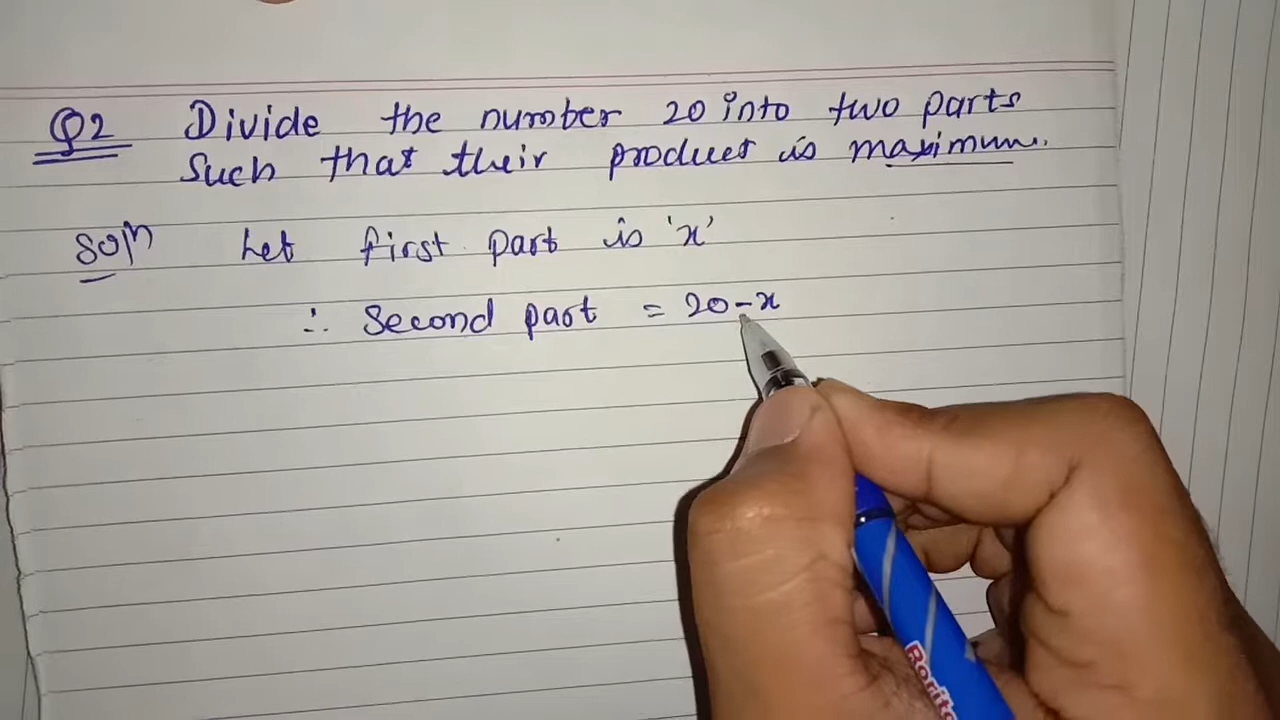 Q2 Divide the number 20 into two parts
Such that their product is maximum.
Soln Let first part is 'x'
∴ Second part = 20-x
Rorito